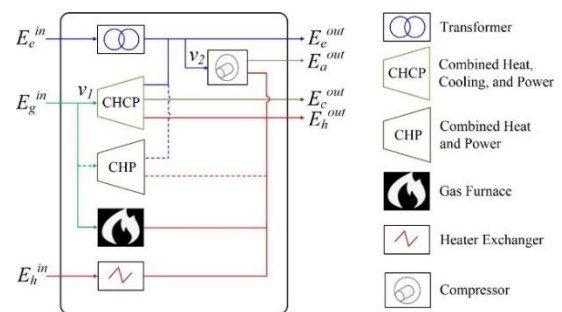 E_e^in
v_2
E_e^out
E_a^out
v_1
CHCP
E_g^in
E_c^out
E_h^out
CHP
E_h^in
Transformer
CHCP
Combined Heat,
Cooling, and Power
CHP
Combined Heat
and Power
Gas Furnace
Heater Exchanger
Compressor